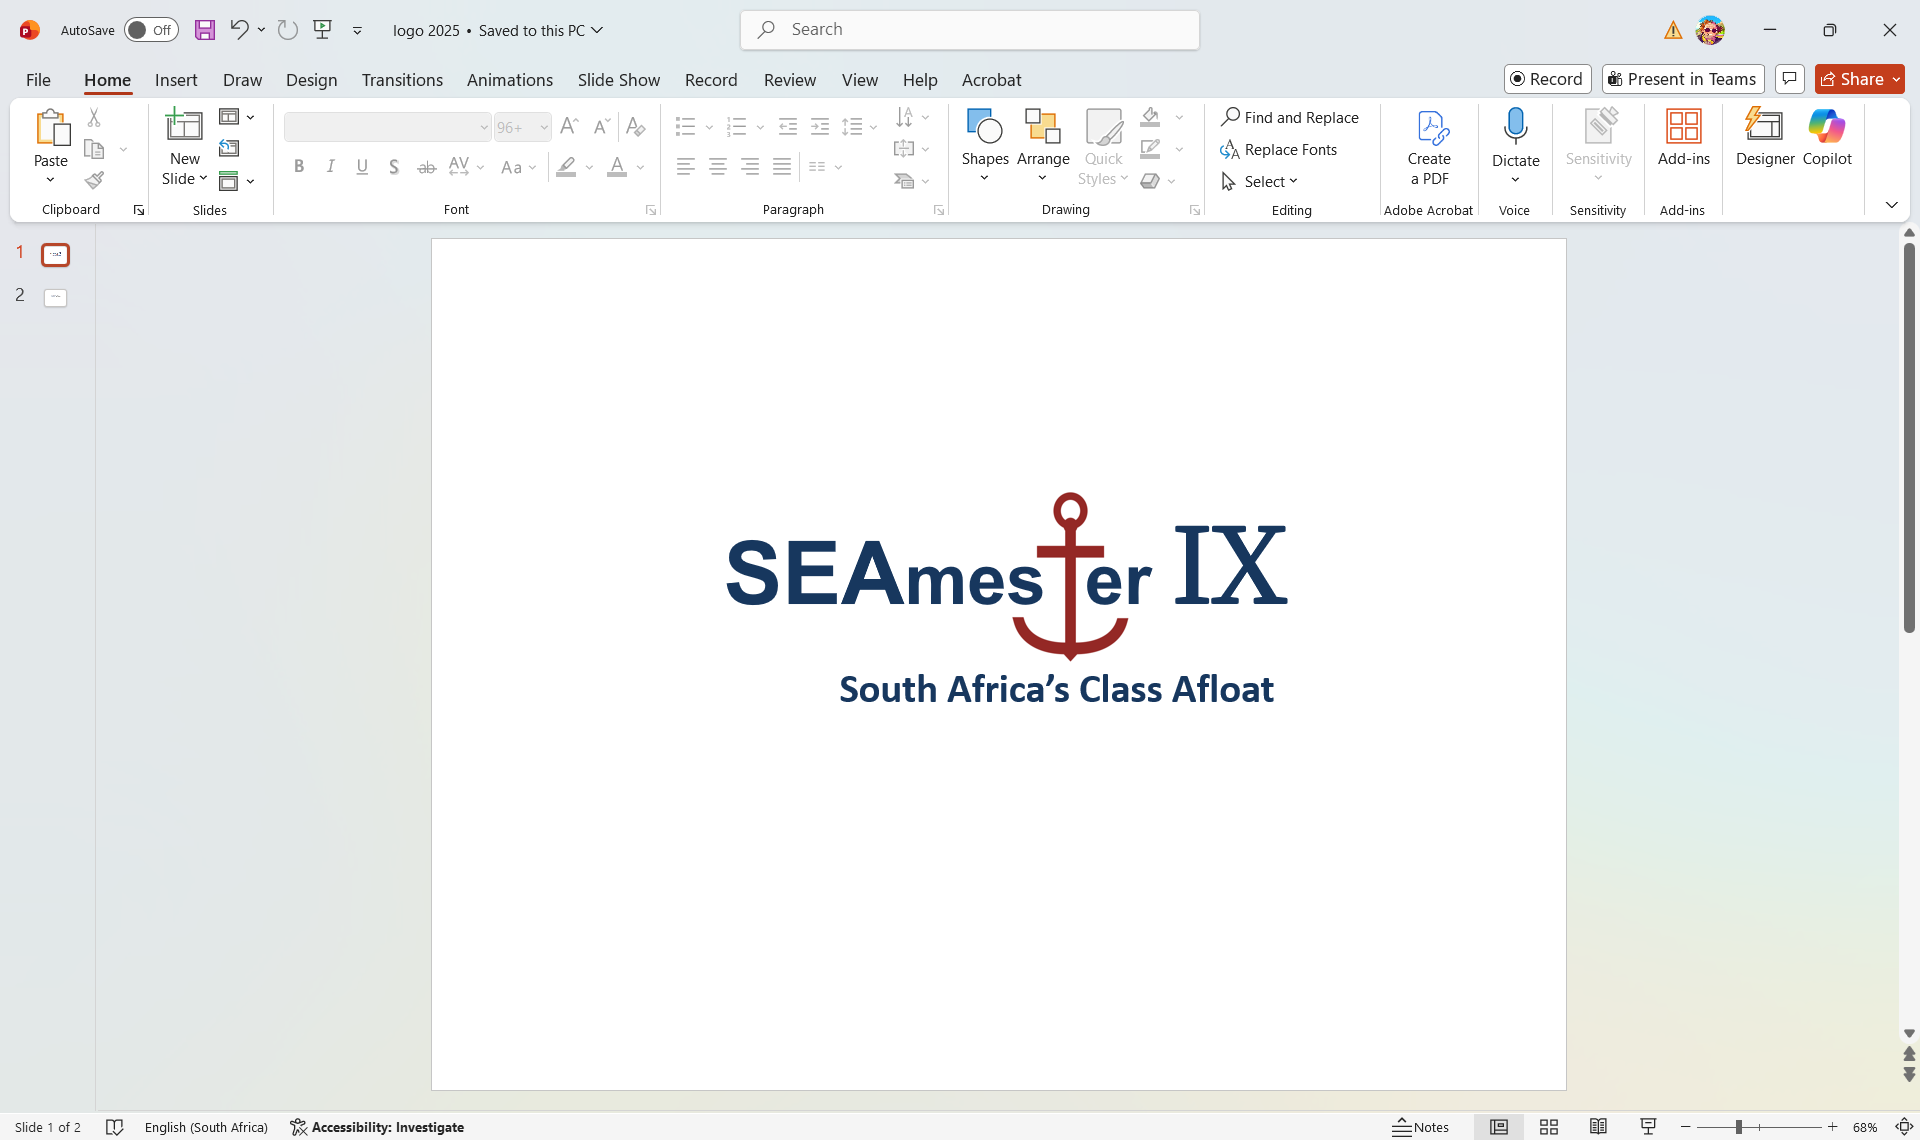 AutoSave Off logo 2025 • Saved to this PC Search
File Home Insert Draw Design Transitions Animations Slide Show Record Review View Help Acrobat Record Present in Teams Share
Paste
Clipboard
New Slide
Slides
96+
B I U S ab AV Aa A
Font
Paragraph
Shapes Arrange Quick Styles
Drawing
Find and Replace
Replace Fonts
Select
Editing
Create a PDF
Adobe Acrobat
Dictate
Voice
Sensitivity
Sensitivity
Add-ins
Add-ins
Designer Copilot
1
2
SEAmester IX
South Africa’s Class Afloat
Slide 1 of 2 English (South Africa) Accessibility: Investigate Notes 68%